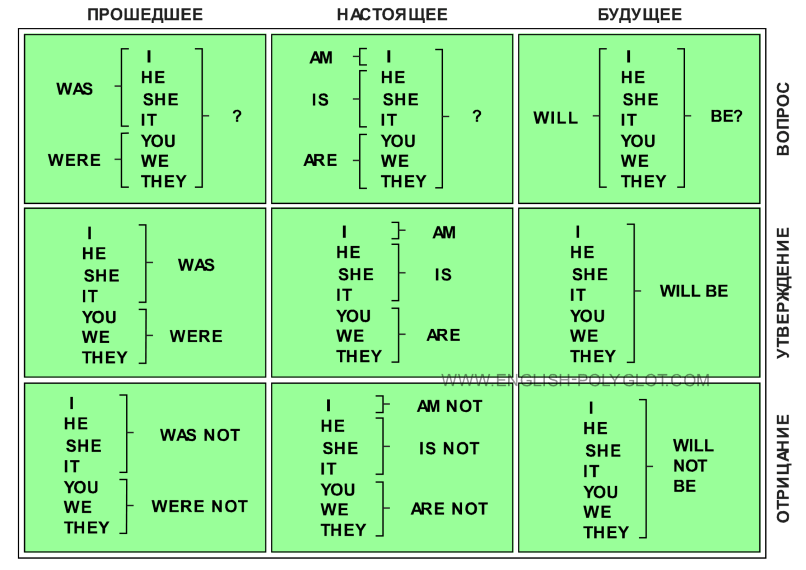 ПРОШЕДШЕЕ НАСТОЯЩЕЕ БУДУЩЕЕ
WAS
WERE
I
HE
SHE
IT
YOU
WE
THEY
?
AM
IS
ARE
I
HE
SHE
IT
YOU
WE
THEY
?
WILL
I
HE
SHE
IT
YOU
WE
THEY
BE?
ВОПРОС
I
HE
SHE
IT
YOU
WE
THEY
WAS
WERE
I
HE
SHE
IT
YOU
WE
THEY
AM
IS
ARE
I
HE
SHE
IT
YOU
WE
THEY
WILL BE
УТВЕРЖДЕНИЕ
WWW.ENGLISH-POLYGLOT.COM
I
HE
SHE
IT
YOU
WE
THEY
WAS NOT
WERE NOT
I
HE
SHE
IT
YOU
WE
THEY
AM NOT
IS NOT
ARE NOT
I
HE
SHE
IT
YOU
WE
THEY
WILL
NOT
BE
ОТРИЦАНИЕ